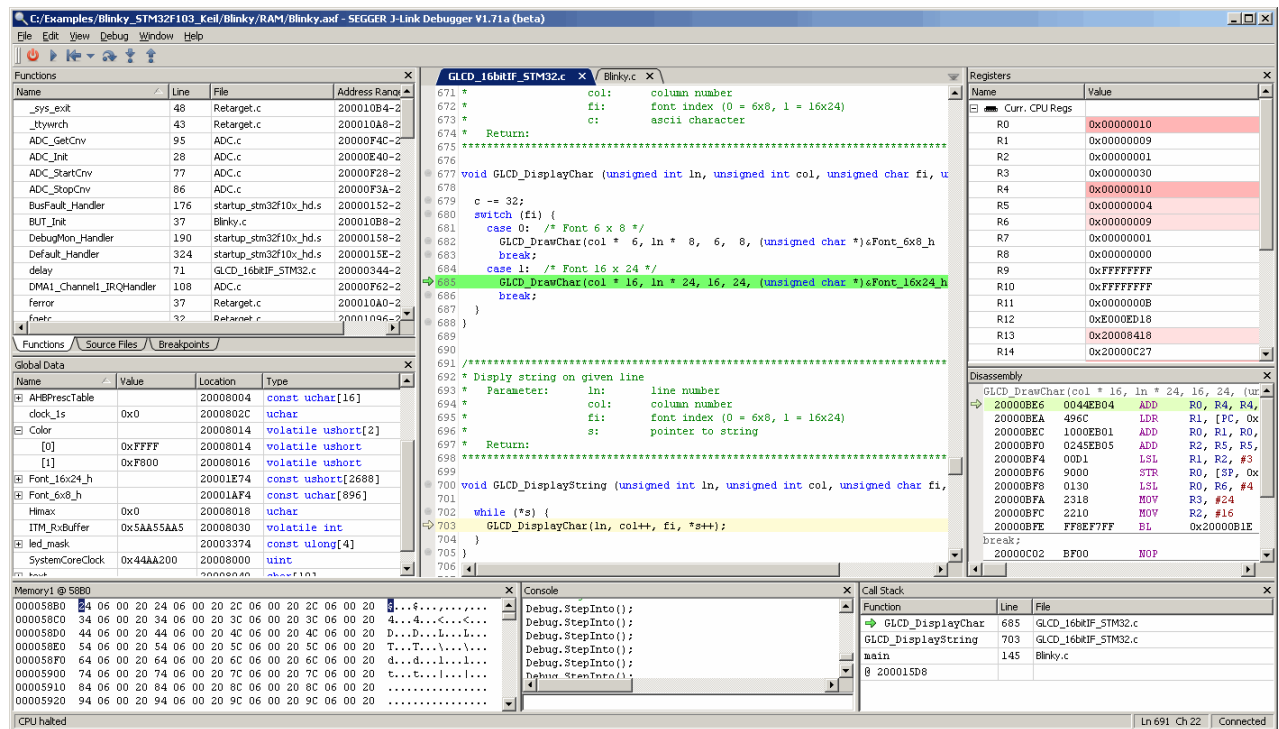 C:/Examples/Blinky_STM32F103_Keil/Blinky/RAM/Blinky.axf - SEGGER J-Link Debugger V1.71a (beta)
File Edit View Debug Window Help
Functions
Name Line File Address Rang
_sys_exit 48 Retarget.c 200010B4-2
_ttywrch 43 Retarget.c 200010A8-2
ADC_GetCnv 95 ADC.c 20000F4C-2
ADC_Init 28 ADC.c 20000E40-2
ADC_StartCnv 77 ADC.c 20000F28-2
ADC_StopCnv 86 ADC.c 20000F3A-2
BusFault_Handler 176 startup_stm32f10x_hd.s 20000152-2
BUT_Init 37 Blinky.c 200010B8-2
DebugMon_Handler 190 startup_stm32f10x_hd.s 20000158-2
Default_Handler 324 startup_stm32f10x_hd.s 2000015E-2
delay 71 GLCD_16bitIF_STM32.c 20000344-2
DMA1_Channel1_IRQHandler 108 ADC.c 20000F62-2
ferror 37 Retarget.c 200010A0-2
fgetc 32 Retarget.c 20001096-2
Functions Source Files Breakpoints
Global Data
Name Value Location Type
AHBPrescTable 20008004 const uchar[16]
clock_1s 0x0 2000802C uchar
Color 20008014 volatile ushort[2]
[0] 0xFFFF 20008014 volatile ushort
[1] 0xF800 20008016 volatile ushort
Font_16x24_h 20001E74 const ushort[2688]
Font_6x8_h 20001AF4 const uchar[896]
Himax 0x0 20008018 uchar
ITM_RxBuffer 0x5AA55AA5 20008030 volatile int
led_mask 20003374 const ulong[4]
SystemCoreClock 0x44AA200 20008000 uint
text 20008040 char[10]
GLCD_16bitIF_STM32.c Blinky.c
671 * col: column number
672 * fi: font index (0 = 6x8, 1 = 16x24)
673 * c: ascii character
674 * Return:
675 ***************************************************************************
676
677 void GLCD_DisplayChar (unsigned int ln, unsigned int col, unsigned char fi, u
678
679 c -= 32;
680 switch (fi) {
681 case 0: /* Font 6 x 8 */
682 GLCD_DrawChar(col * 6, ln * 8, 6, 8, (unsigned char *)&Font_6x8_h
683 break;
684 case 1: /* Font 16 x 24 */
685 GLCD_DrawChar(col * 16, ln * 24, 16, 24, (unsigned char *)&Font_16x24_h
686 break;
687 }
688 }
689
690
691 /**************************************************************************
692 * Disply string on given line
693 * Parameter: ln: line number
694 * col: column number
695 * fi: font index (0 = 6x8, 1 = 16x24)
696 * s: pointer to string
697 * Return:
698 ***************************************************************************
699
700 void GLCD_DisplayString (unsigned int ln, unsigned int col, unsigned char fi,
701
702 while (*s) {
703 GLCD_DisplayChar(ln, col++, fi, *s++);
704 }
705 }
706
Registers
Name Value
Curr. CPU Regs
R0 0x00000010
R1 0x00000009
R2 0x00000001
R3 0x00000030
R4 0x00000010
R5 0x00000004
R6 0x00000009
R7 0x00000001
R8 0x00000000
R9 0xFFFFFFFF
R10 0xFFFFFFFF
R11 0x0000000B
R12 0xE000ED18
R13 0x20008418
R14 0x20000C27
Disassembly
GLCD_DrawChar(col * 16, ln * 24, 16, 24, (un
20000BE6 0044EB04 ADD R0, R4, R4,
20000BEA 496C LDR R1, [PC, 0x
20000BEC 1000EB01 ADD R0, R1, R0,
20000BF0 0245EB05 ADD R2, R5, R5,
20000BF4 00D1 LSL R1, R2, #3
20000BF6 9000 STR R0, [SP, 0x
20000BF8 0130 LSL R0, R6, #4
20000BFA 2318 MOV R3, #24
20000BFC 2210 MOV R2, #16
20000BFE FF8EF7FF BL 0x20000B1E
break;
20000C02 BF00 NOP
Memory1 @ 58B0
000058B0 24 06 00 20 24 06 00 20 2C 06 00 20 2C 06 00 20 $...$...,...,...
000058C0 34 06 00 20 34 06 00 20 3C 06 00 20 3C 06 00 20 4...4...<...<...
000058D0 44 06 00 20 44 06 00 20 4C 06 00 20 4C 06 00 20 D...D...L...L...
000058E0 54 06 00 20 54 06 00 20 5C 06 00 20 5C 06 00 20 T...T...\...\...
000058F0 64 06 00 20 64 06 00 20 6C 06 00 20 6C 06 00 20 d...d...l...l...
00005900 74 06 00 20 74 06 00 20 7C 06 00 20 7C 06 00 20 t...t...|...|...
00005910 84 06 00 20 84 06 00 20 8C 06 00 20 8C 06 00 20 ................
00005920 94 06 00 20 94 06 00 20 9C 06 00 20 9C 06 00 20 ................
Console
Debug.StepInto();
Debug.StepInto();
Debug.StepInto();
Debug.StepInto();
Debug.StepInto();
Debug.StepInto();
Call Stack
Function Line File
GLCD_DisplayChar 685 GLCD_16bitIF_STM32.c
GLCD_DisplayString 703 GLCD_16bitIF_STM32.c
main 145 Blinky.c
@ 200015D8
CPU halted Ln 691 Ch 22 Connected